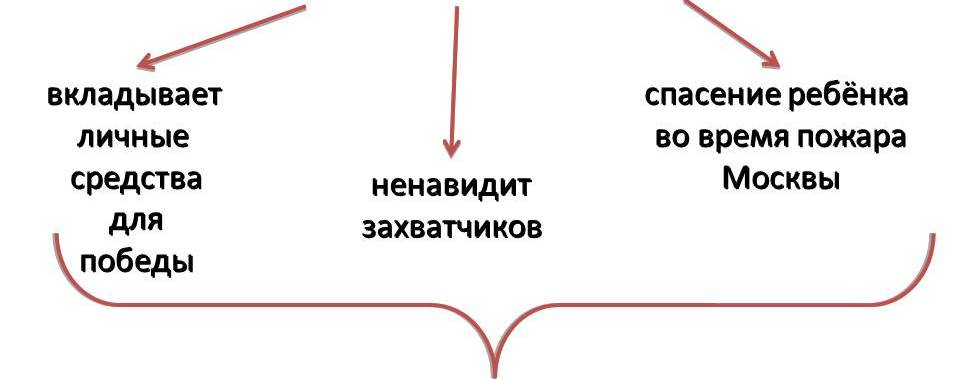 вкладывает
личные
средства
для
победы
ненавидит
захватчиков
спасение ребёнка
во время пожара
Москвы